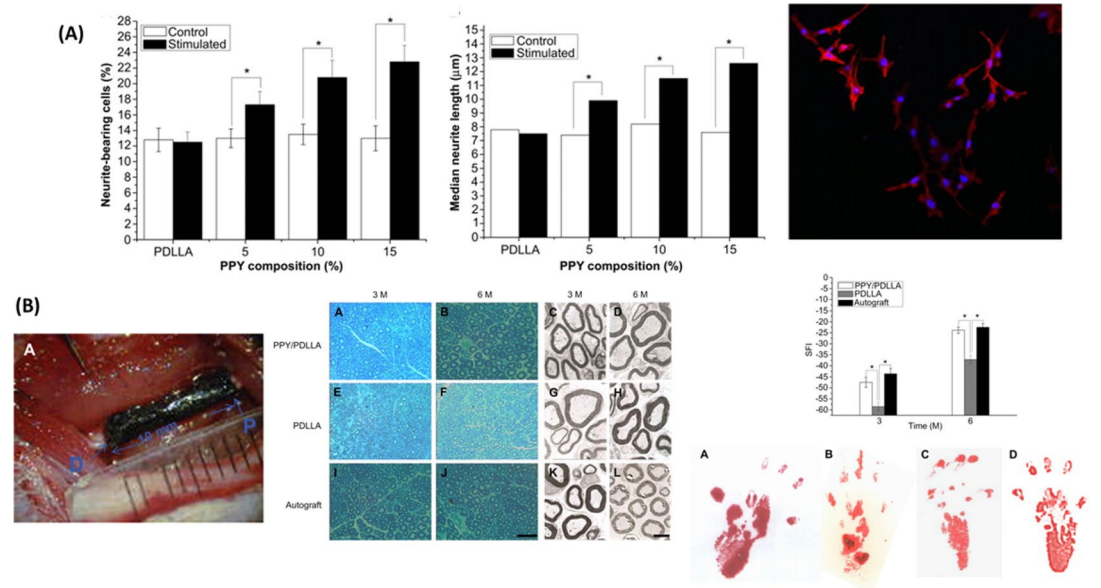 (A)
28
26
24
22
20
18
16
14
12
10
8
6
4
2
0
Neurite-bearing cells (%)
Control
Stimulated
*
*
*
PDLLA 5 10 15
PPY composition (%)
15
14
13
12
11
10
9
8
7
6
5
4
3
2
1
0
Median neurite length (μm)
Control
Stimulated
*
*
*
PDLLA 5 10 15
PPY composition (%)
(B)
A
10 mm
P
D
3 M 6 M 3 M 6 M
PPY/PDLLA
A B C D
PDLLA
E F G H
Autograft
I J K L
0
-5
-10
-15
-20
-25
-30
-35
-40
-45
-50
-55
-60
SFI
PPY/PDLLA
PDLLA
Autograft
* *
* *
3 6
Time (M)
A B C D